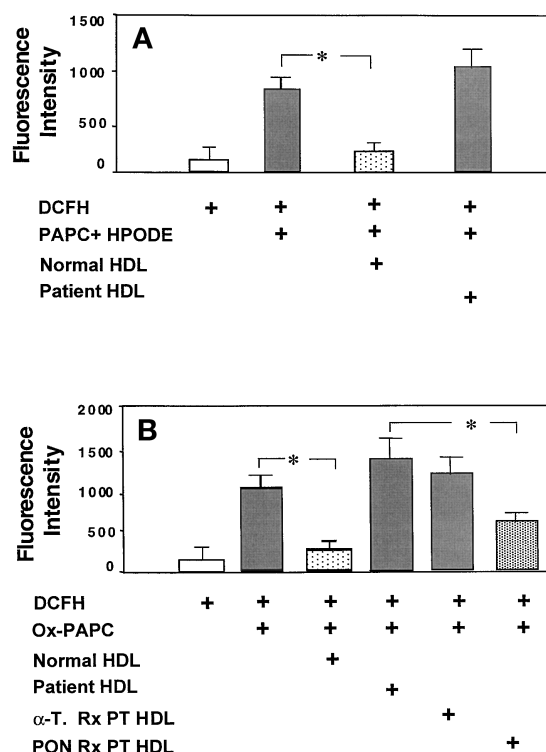 A
1500
1000
500
0
Fluorescence
Intensity
*
DCFH + + + +
PAPC+ HPODE + + +
Normal HDL +
Patient HDL +
B
2000
1500
1000
500
0
Fluorescence
Intensity
*
*
DCFH + + + + + +
Ox-PAPC + + + + +
Normal HDL +
Patient HDL +
α-T. Rx PT HDL +
PON Rx PT HDL +